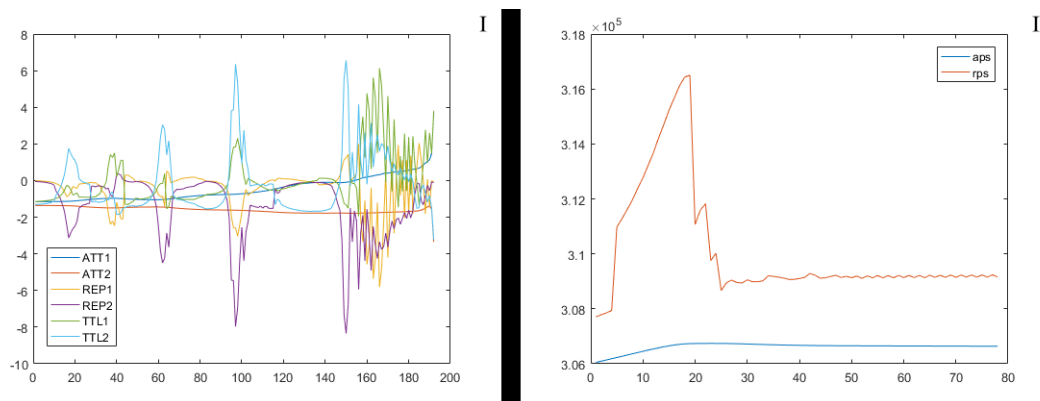 I
8
6
4
2
0
-2
-4
-6
-8
-10
ATT1
ATT2
REP1
REP2
TTL1
TTL2
0 20 40 60 80 100 120 140 160 180 200
I
×10⁵
3.18
3.16
3.14
3.12
3.1
3.08
3.06
aps
rps
0 10 20 30 40 50 60 70 80